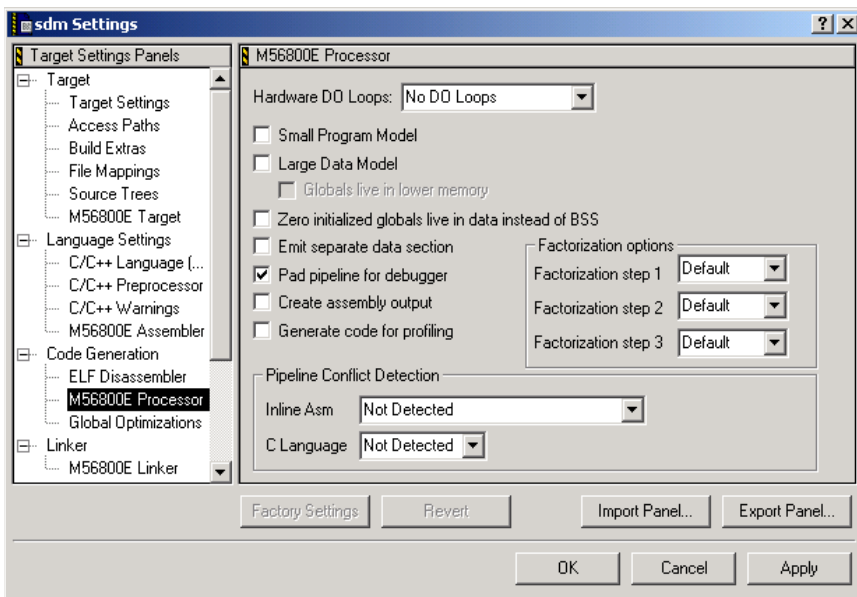 sdm Settings
Target Settings Panels
Target
Target Settings
Access Paths
Build Extras
File Mappings
Source Trees
M56800E Target
Language Settings
C/C++ Language (...
C/C++ Preprocessor
C/C++ Warnings
M56800E Assembler
Code Generation
ELF Disassembler
M56800E Processor
Global Optimizations
Linker
M56800E Linker
M56800E Processor
Hardware DO Loops: No DO Loops
Small Program Model
Large Data Model
Globals live in lower memory
Zero initialized globals live in data instead of BSS
Emit separate data section
Pad pipeline for debugger
Create assembly output
Generate code for profiling
Factorization options
Factorization step 1 Default
Factorization step 2 Default
Factorization step 3 Default
Pipeline Conflict Detection
Inline Asm Not Detected
C Language Not Detected
Factory Settings Revert Import Panel... Export Panel...
OK Cancel Apply